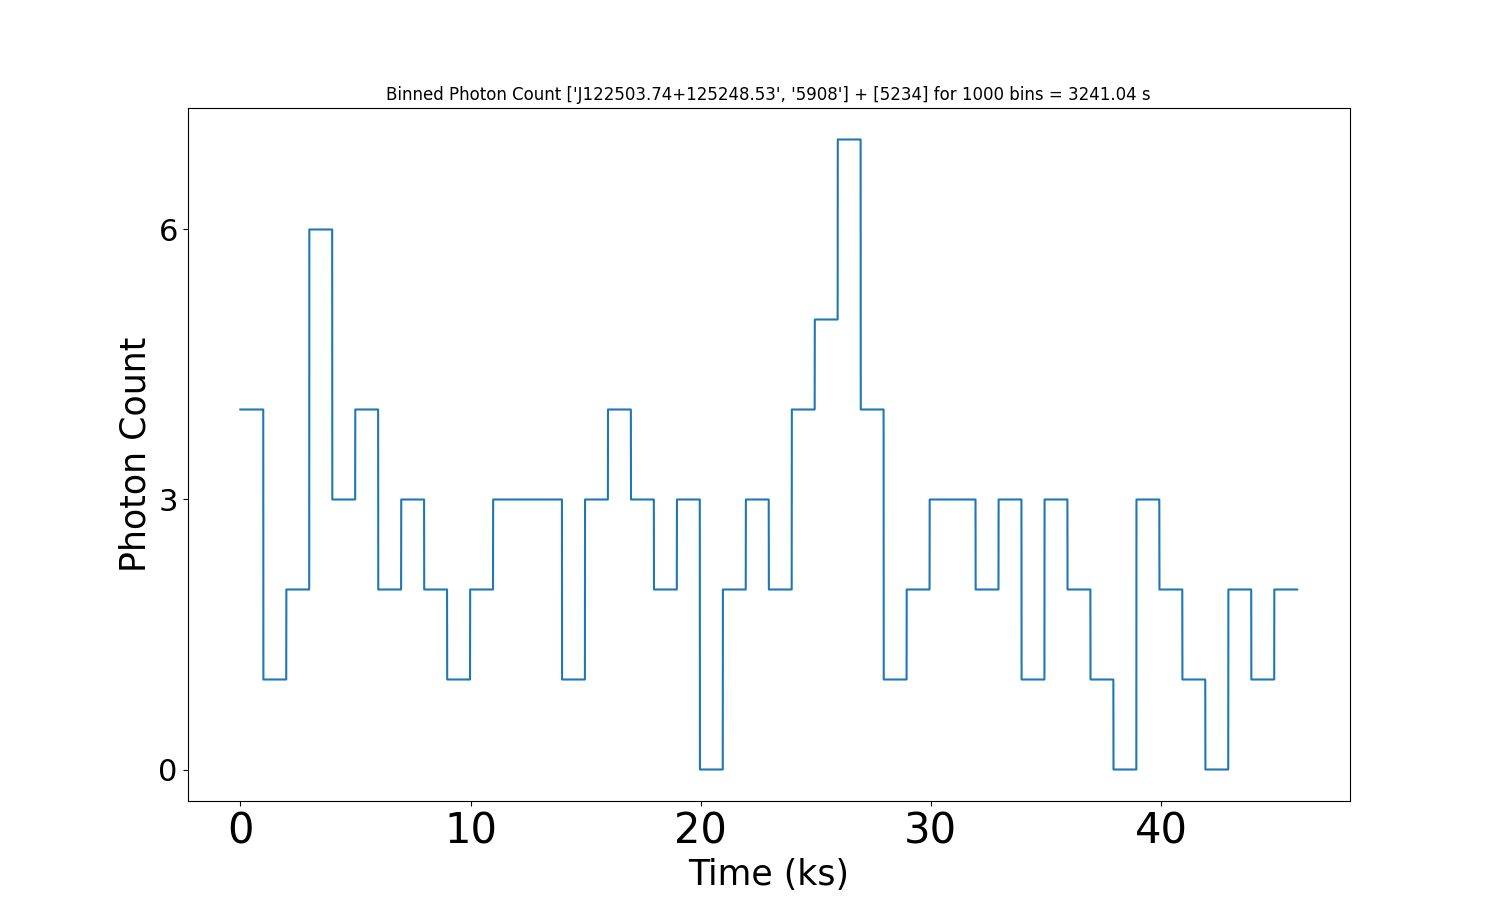 Binned Photon Count ['J122503.74+125248.53', '5908'] + [5234] for 1000 bins = 3241.04 s
Photon Count
6
3
0
0 10 20 30 40
Time (ks)